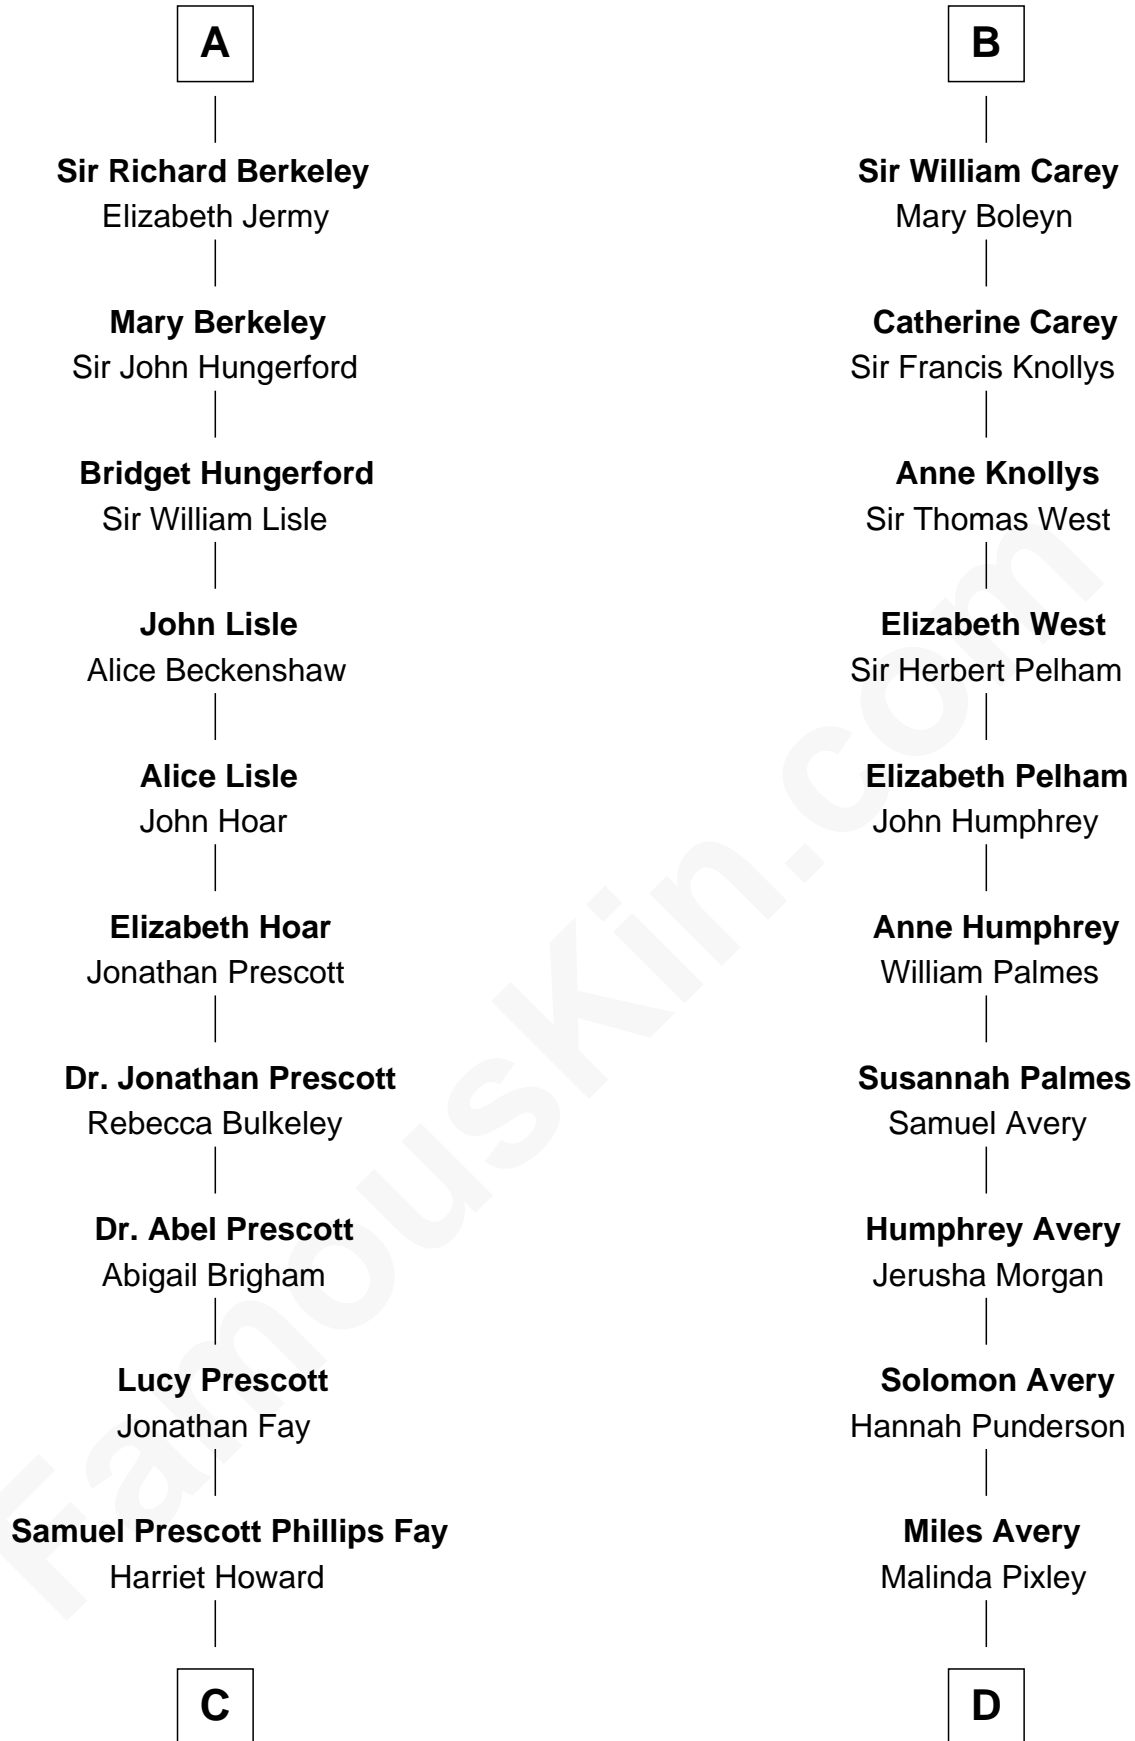 A
Sir Richard Berkeley
Elizabeth Jermy
Mary Berkeley
Sir John Hungerford
Bridget Hungerford
Sir William Lisle
John Lisle
Alice Beckenshaw
Alice Lisle
John Hoar
Elizabeth Hoar
Jonathan Prescott
Dr. Jonathan Prescott
Rebecca Bulkeley
Dr. Abel Prescott
Abigail Brigham
Lucy Prescott
Jonathan Fay
Samuel Prescott Phillips Fay
Harriet Howard
C
B
Sir William Carey
Mary Boleyn
Catherine Carey
Sir Francis Knollys
Anne Knollys
Sir Thomas West
Elizabeth West
Sir Herbert Pelham
Elizabeth Pelham
John Humphrey
Anne Humphrey
William Palmes
Susannah Palmes
Samuel Avery
Humphrey Avery
Jerusha Morgan
Solomon Avery
Hannah Punderson
Miles Avery
Malinda Pixley
D
FamousKin.com